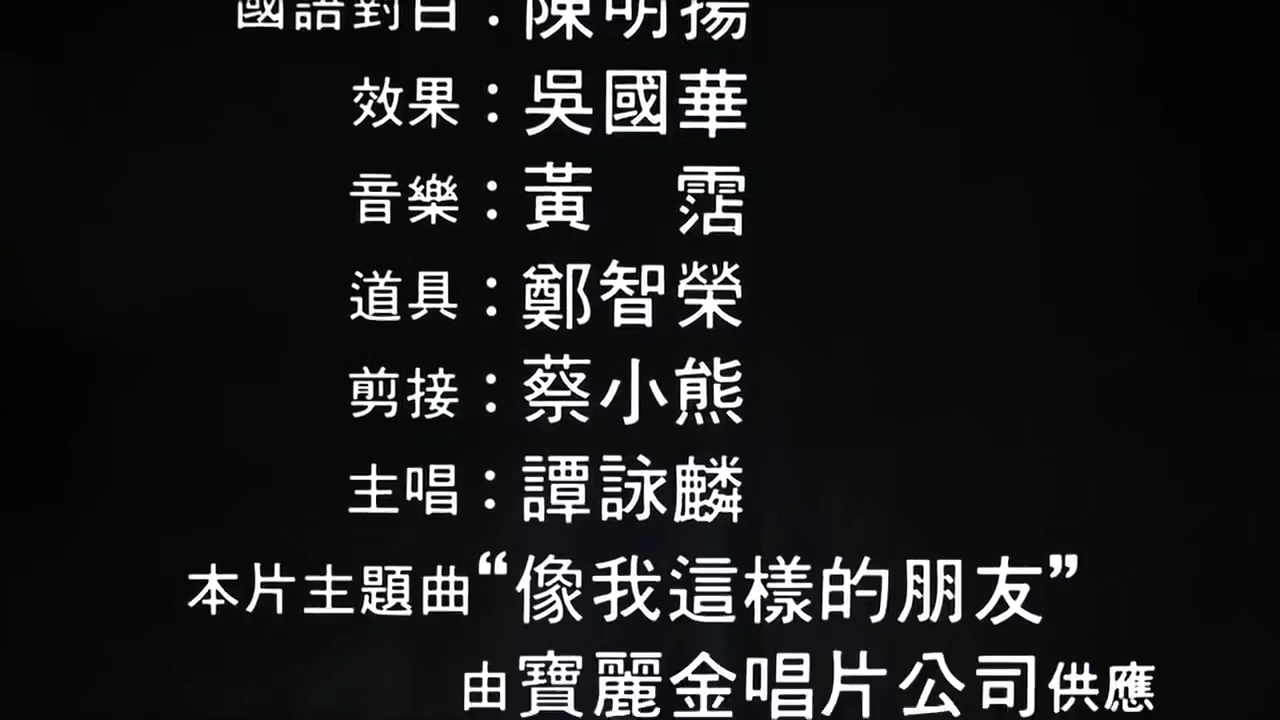 國語對白：陳明揚
效果：吳國華
音樂：黃霑
道具：鄭智榮
剪接：蔡小熊
主唱：譚詠麟
本片主題曲“像我這樣的朋友”
由寶麗金唱片公司供應